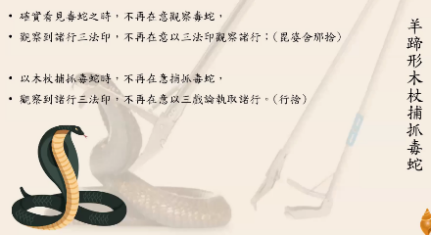 羊蹄形木杖捕抓毒蛇
• 確實看見毒蛇之時，不再在意觀察毒蛇，
• 觀察到諸行三法印，不再在意以三法印觀察諸行；(毘婆舍那捨)
• 以木杖捕抓毒蛇時，不再在意捕抓毒蛇，
• 觀察到諸行三法印，不再在意以三戲論執取諸行。(行捨)